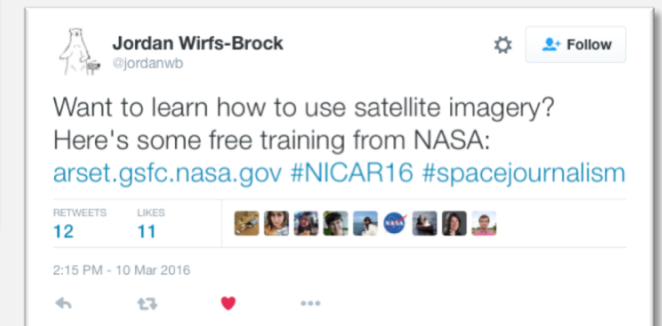 Jordan Wirfs-Brock
@jordanwb
Follow
Want to learn how to use satellite imagery?
Here's some free training from NASA:
arset.gsfc.nasa.gov #NICAR16 #spacejournalism
RETWEETS LIKES
12 11
NASA
2:15 PM - 10 Mar 2016